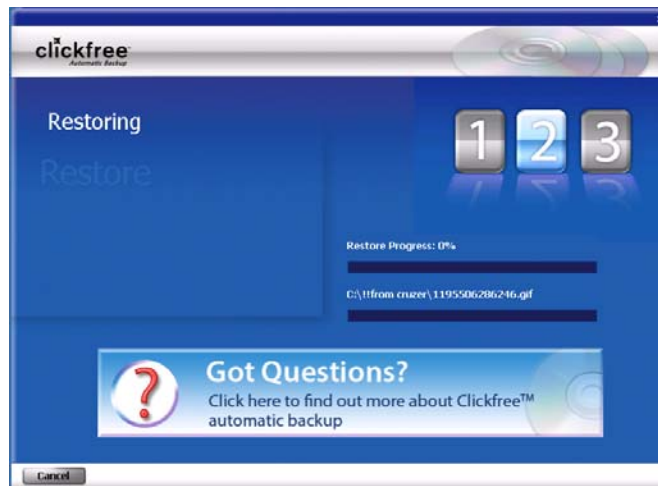 clickfree
Automatic Backup
Restoring
Restore
1 2 3
Restore Progress: 0%
C:\!!from cruzer\1195506286246.gif
?
Got Questions?
Click here to find out more about Clickfree™
automatic backup
Cancel